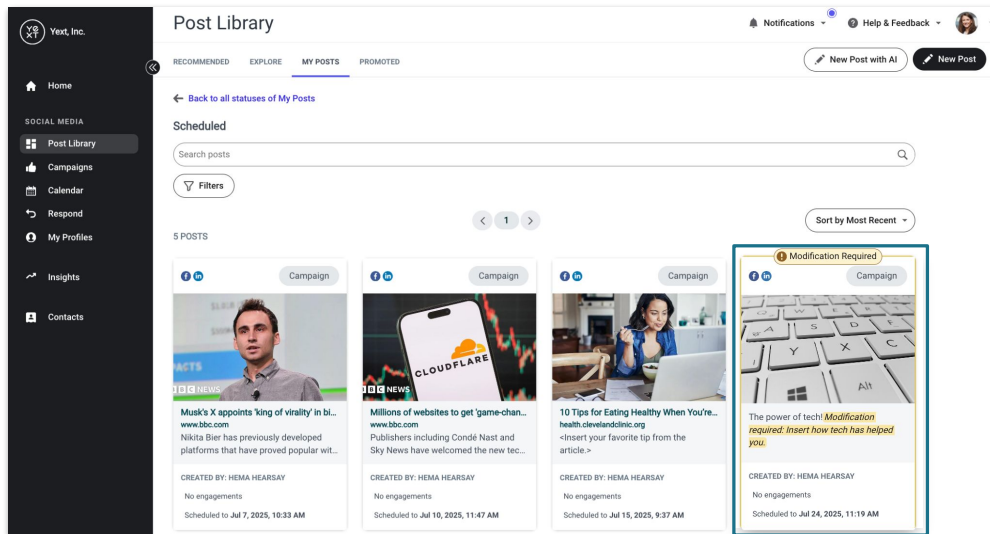 Yext, Inc.
Post Library
Notifications
Help & Feedback
RECOMMENDED
EXPLORE
MY POSTS
PROMOTED
New Post with AI
New Post
Home
SOCIAL MEDIA
Post Library
Campaigns
Calendar
Respond
My Profiles
Insights
Contacts
Back to all statuses of My Posts
Scheduled
Search posts
Filters
1
Sort by Most Recent
5 POSTS
Campaign
BBC NEWS
Musk's X appoints 'king of virality' in bi...
www.bbc.com
Nikita Bier has previously developed
platforms that have proved popular wit...
CREATED BY: HEMA HEARSAY
No engagements
Scheduled to Jul 7, 2025, 10:33 AM
Campaign
CLOUDFLARE
BBC NEWS
Millions of websites to get 'game-chan...
www.bbc.com
Publishers including Condé Nast and
Sky News have welcomed the new tec...
CREATED BY: HEMA HEARSAY
No engagements
Scheduled to Jul 10, 2025, 11:47 AM
Campaign
10 Tips for Eating Healthy When You're...
health.clevelandclinic.org
<Insert your favorite tip from the
article.>
CREATED BY: HEMA HEARSAY
No engagements
Scheduled to Jul 15, 2025, 9:37 AM
Modification Required
Campaign
A S D F
Y X C
Alt
The power of tech! Modification
required: Insert how tech has helped
you.
CREATED BY: HEMA HEARSAY
No engagements
Scheduled to Jul 24, 2025, 11:19 AM